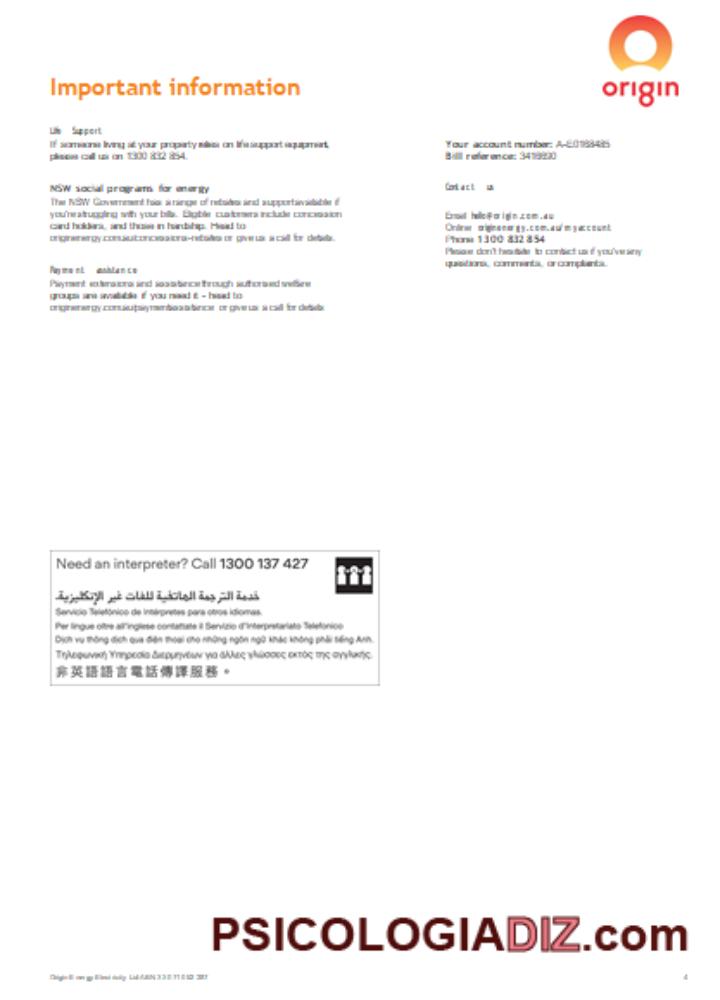 origin
Important information
Life Support
If someone living at your property relies on life support equipment,
please call us on 1300 832 854.
NSW social programs for energy
The NSW Government has a range of rebates and support available if
you're struggling with your bills. Eligible customers include concession
card holders, and those in hardship. Head to
originenergy.com.au/concessions-rebates or give us a call for details.
Payment assistance
Payment extensions and assistance through authorised welfare
groups are available if you need it – head to
originenergy.com.au/paymentassistance or give us a call for details
Your account number: A-E0168485
Bill reference: 3416690
Contact us
Email hello@origin.com.au
Online originenergy.com.au/myaccount
Phone 1300 832 854
Please don't hesitate to contact us if you've any
questions, comments, or complaints.
Need an interpreter? Call 1300 137 427
خدمة الترجمة الهاتفية للغات غير الإنكليزية.
Servicio Telefónico de Intérpretes para otros idiomas.
Per lingue oltre all'inglese contattate il Servizio d'Interpretariato Telefonico
Dịch vụ thông dịch qua điện thoại cho những ngôn ngữ khác không phải tiếng Anh.
Τηλεφωνική Υπηρεσία Διερμηνέων για άλλες γλώσσες εκτός της αγγλικής.
非英語語言電話傳譯服務。
PSICOLOGIADIZ.com
Origin Energy Electricity Ltd ABN 33 071 052 287
4